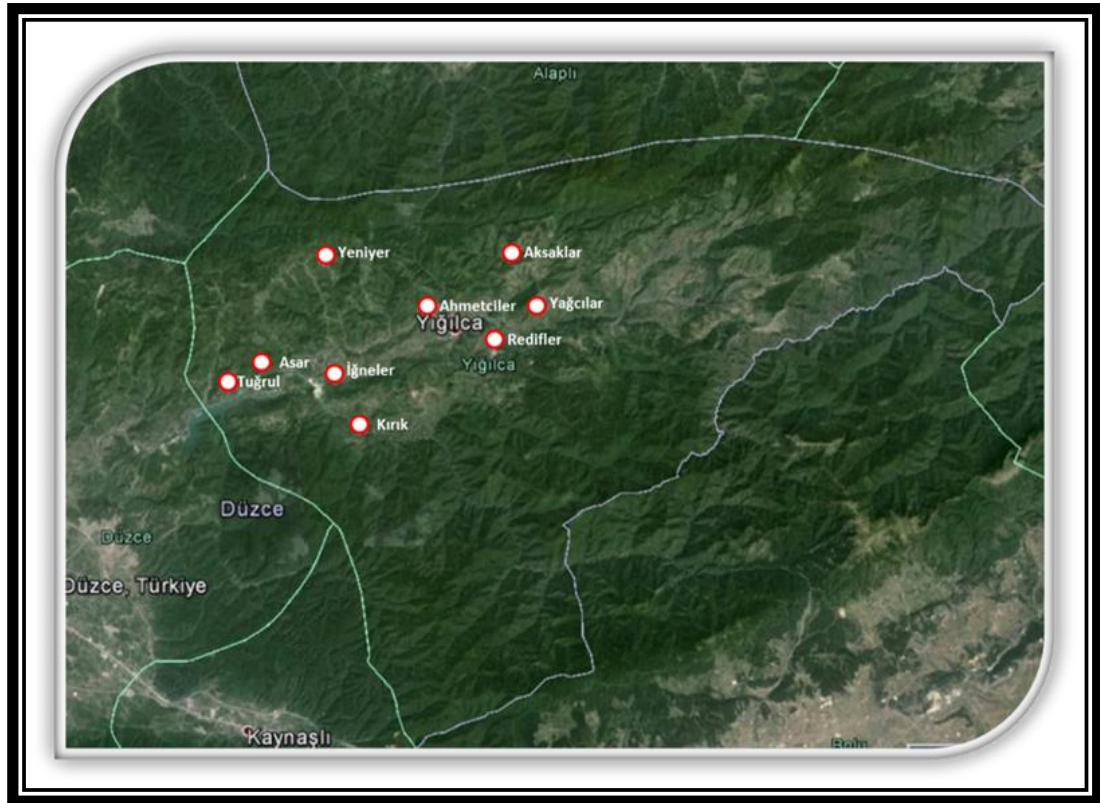 Alaplı
Yeniyer
Aksaklar
Ahmetciler
Yağcılar
Yığılca
Redifler
Yığılca
Asar
İğneler
Tuğrul
Kırık
Düzce
Düzce
Düzce, Türkiye
Kaynaşlı
Bolu